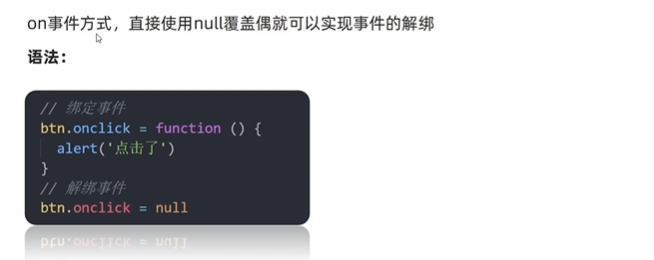 on事件方式，直接使用null覆盖偶就可以实现事件的解绑
语法：
// 绑定事件
btn.onclick = function () {
  alert('点击了')
}
// 解绑事件
btn.onclick = null